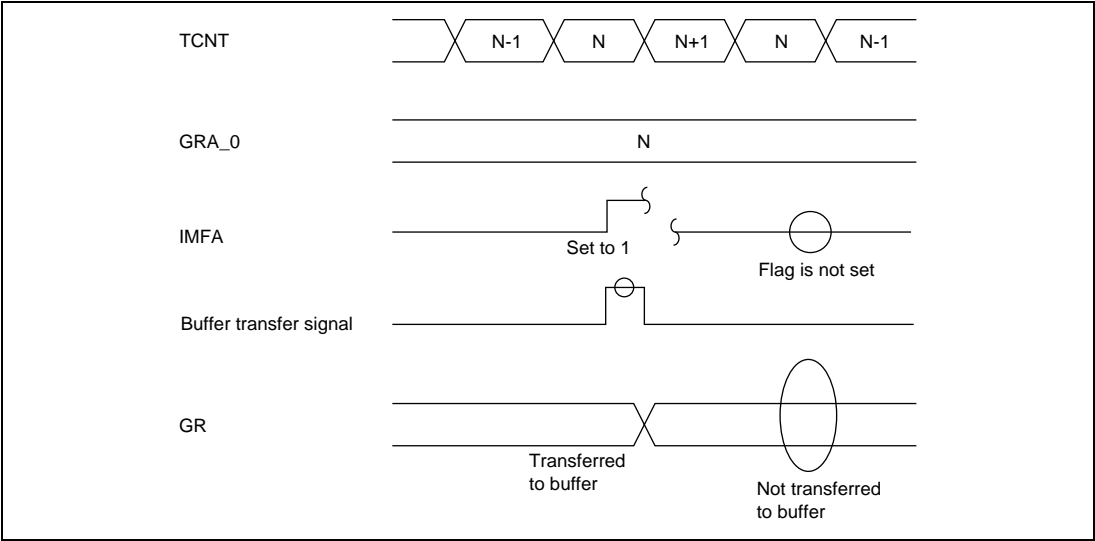 TCNT
N-1
N
N+1
N
N-1
GRA_0
N
IMFA
Set to 1
Flag is not set
Buffer transfer signal
GR
Transferred
to buffer
Not transferred
to buffer